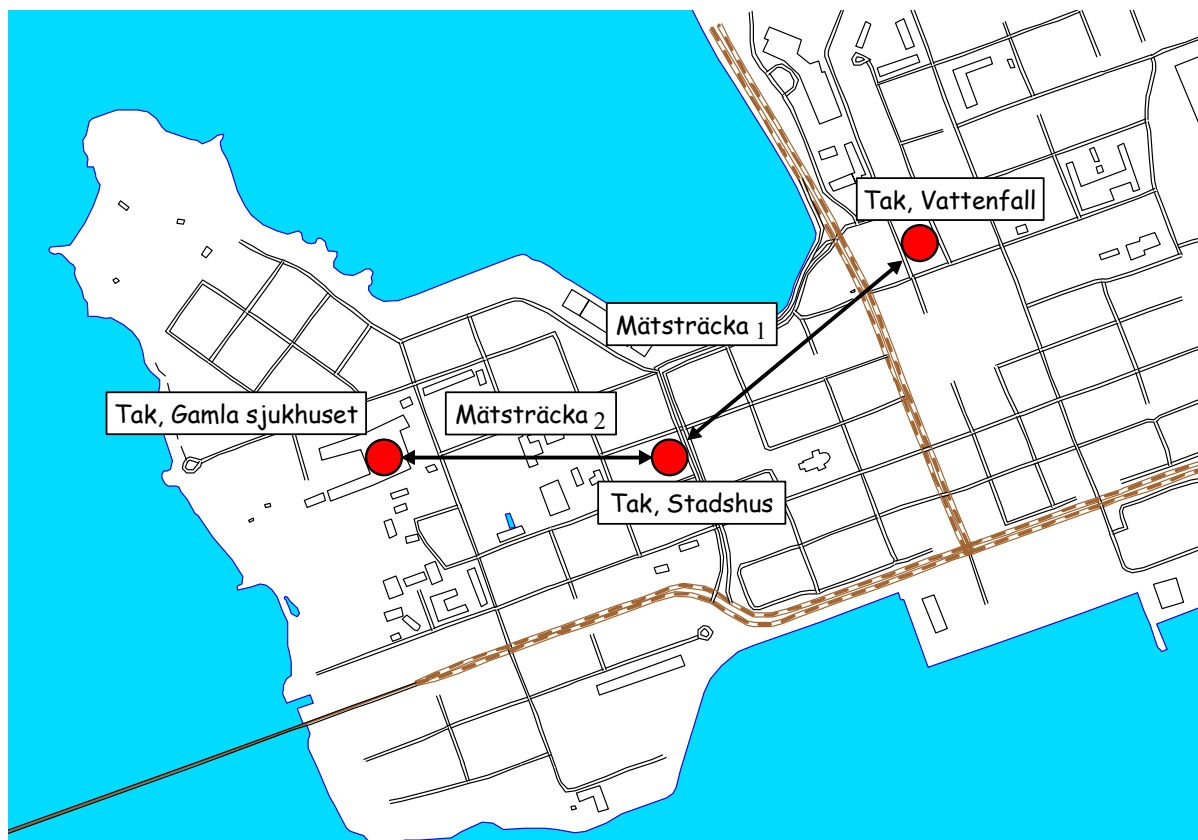 Tak, Vattenfall
Mätsträcka 1
Tak, Gamla sjukhuset
Mätsträcka 2
Tak, Stadshus